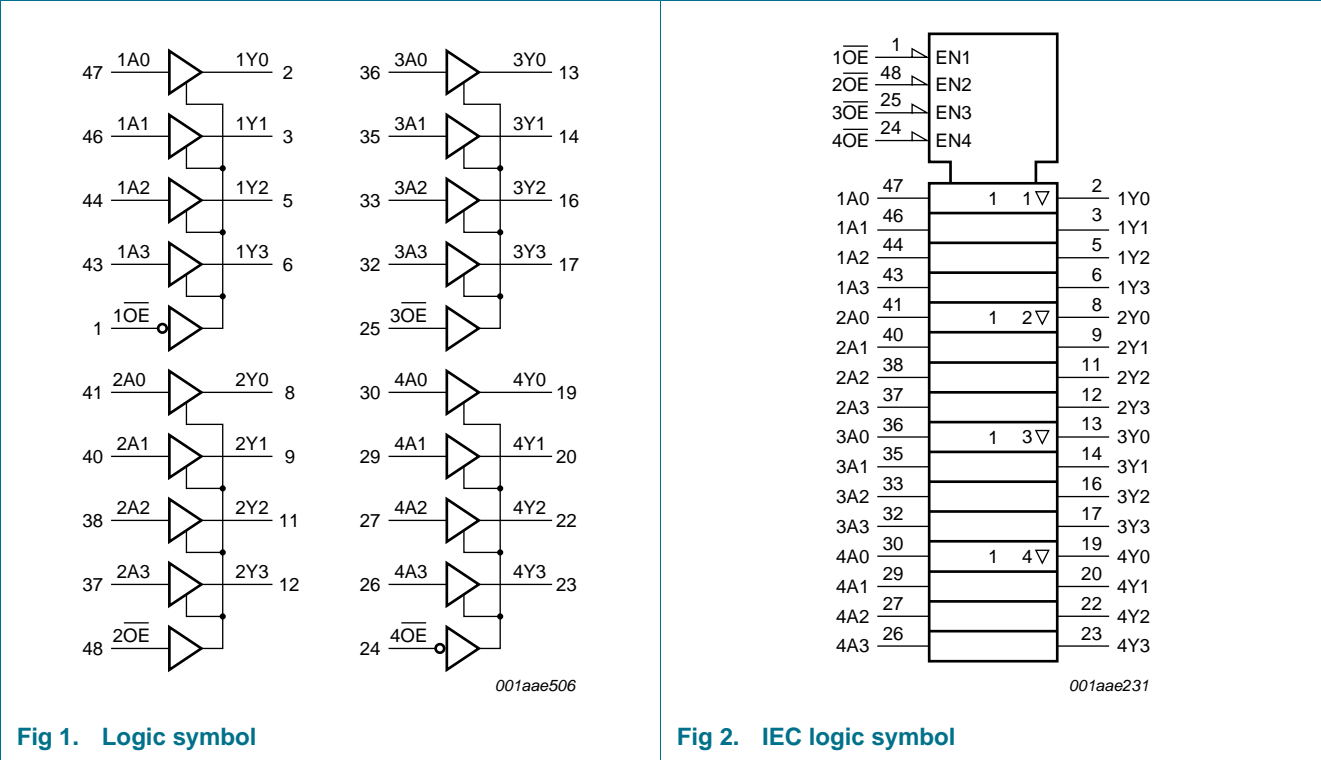 1A0 1Y0 3A0 3Y0
47 2 36 13
1A1 1Y1 3A1 3Y1
46 3 35 14
1A2 1Y2 3A2 3Y2
44 5 33 16
1A3 1Y3 3A3 3Y3
43 6 32 17
1O̅E̅ 3O̅E̅
1 25
2A0 2Y0 4A0 4Y0
41 8 30 19
2A1 2Y1 4A1 4Y1
40 9 29 20
2A2 2Y2 4A2 4Y2
38 11 27 22
2A3 2Y3 4A3 4Y3
37 12 26 23
2O̅E̅ 4O̅E̅
48 24
001aae506
Fig 1. Logic symbol
1O̅E̅ 1 EN1
2O̅E̅ 48 EN2
3O̅E̅ 25 EN3
4O̅E̅ 24 EN4
1A0 47 1 1▽ 2 1Y0
1A1 46 3 1Y1
1A2 44 5 1Y2
1A3 43 6 1Y3
2A0 41 1 2▽ 8 2Y0
2A1 40 9 2Y1
2A2 38 11 2Y2
2A3 37 12 2Y3
3A0 36 1 3▽ 13 3Y0
3A1 35 14 3Y1
3A2 33 16 3Y2
3A3 32 17 3Y3
4A0 30 1 4▽ 19 4Y0
4A1 29 20 4Y1
4A2 27 22 4Y2
4A3 26 23 4Y3
001aae231
Fig 2. IEC logic symbol